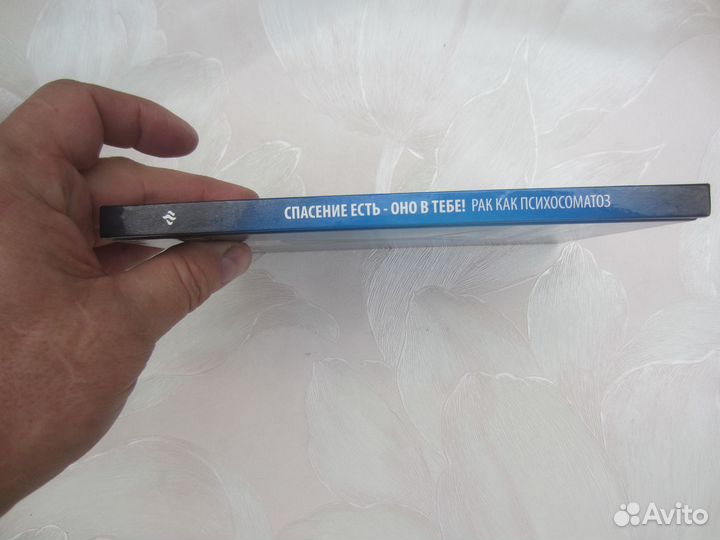 СПАСЕНИЕ ЕСТЬ - ОНО В ТЕБЕ! РАК КАК ПСИХОСОМАТОЗ
Avito